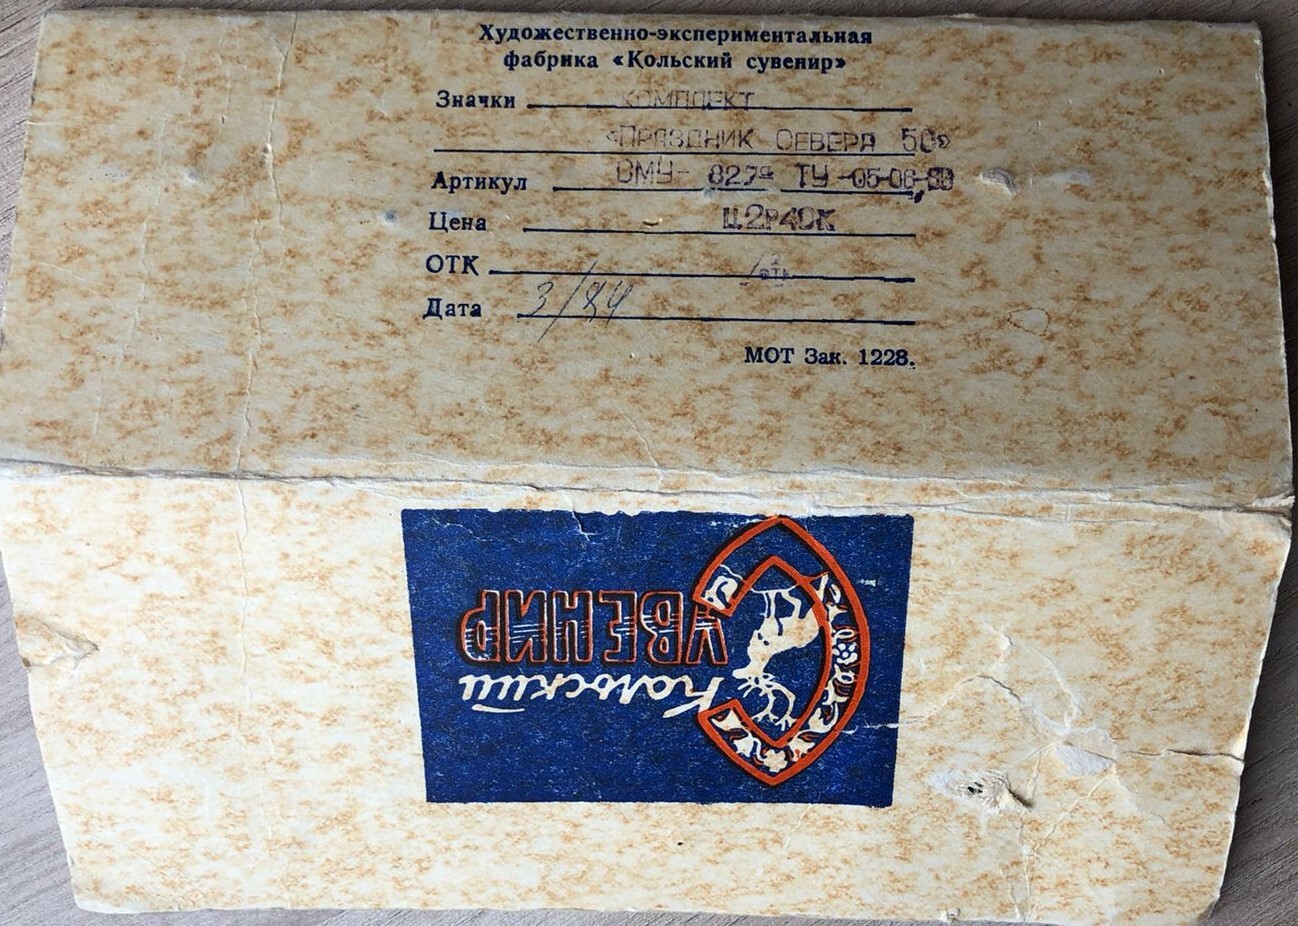 Художественно-экспериментальная
фабрика «Кольский сувенир»
Значки КОМПЛЕКТ
«ПРАЗДНИК СЕВЕРА 50»
Артикул ВМУ- 827ª ТУ -05-06-80
Цена Ц2Р40К
ОТК
Дата 3/84
МОТ Зак. 1228.
Кольский
СУВЕНИР